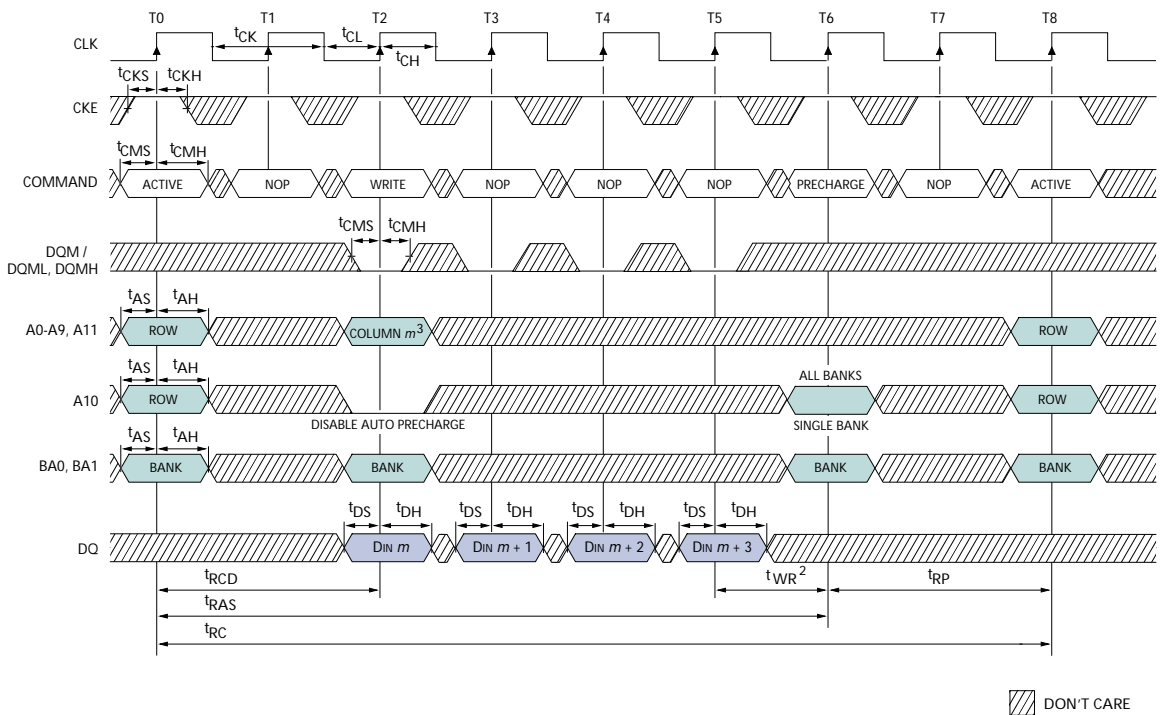 T0 T1 T2 T3 T4 T5 T6 T7 T8
CLK
tCK tCL
tCH
tCKS tCKH
CKE
tCMS tCMH
COMMAND ACTIVE NOP WRITE NOP NOP NOP PRECHARGE NOP ACTIVE
tCMS tCMH
DQM /
DQML, DQMH
tAS tAH
A0-A9, A11 ROW COLUMN m3 ROW
tAS tAH
ALL BANKS
A10 ROW ROW
DISABLE AUTO PRECHARGE SINGLE BANK
tAS tAH
BA0, BA1 BANK BANK BANK BANK
tDS tDH tDS tDH tDS tDH tDS tDH
DQ DIN m DIN m + 1 DIN m + 2 DIN m + 3
tRCD tWR2 tRP
tRAS
tRC
DON'T CARE